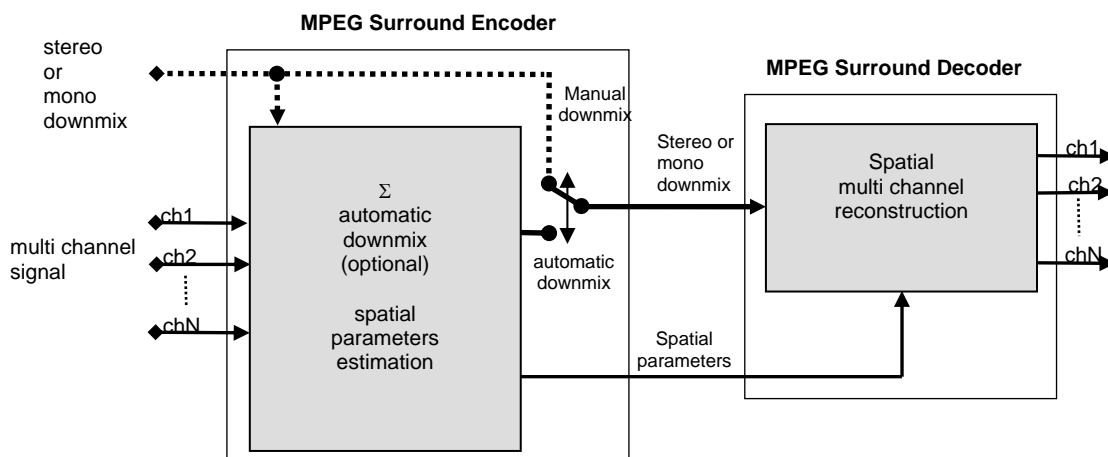 MPEG Surround Encoder
stereo
or
mono
downmix
MPEG Surround Decoder
Manual
downmix
Σ
automatic
downmix
(optional)
spatial
parameters
estimation
multi channel
signal
ch1
ch2
chN
automatic
downmix
Stereo or
mono
downmix
Spatial
parameters
Spatial
multi channel
reconstruction
ch1
ch2
chN